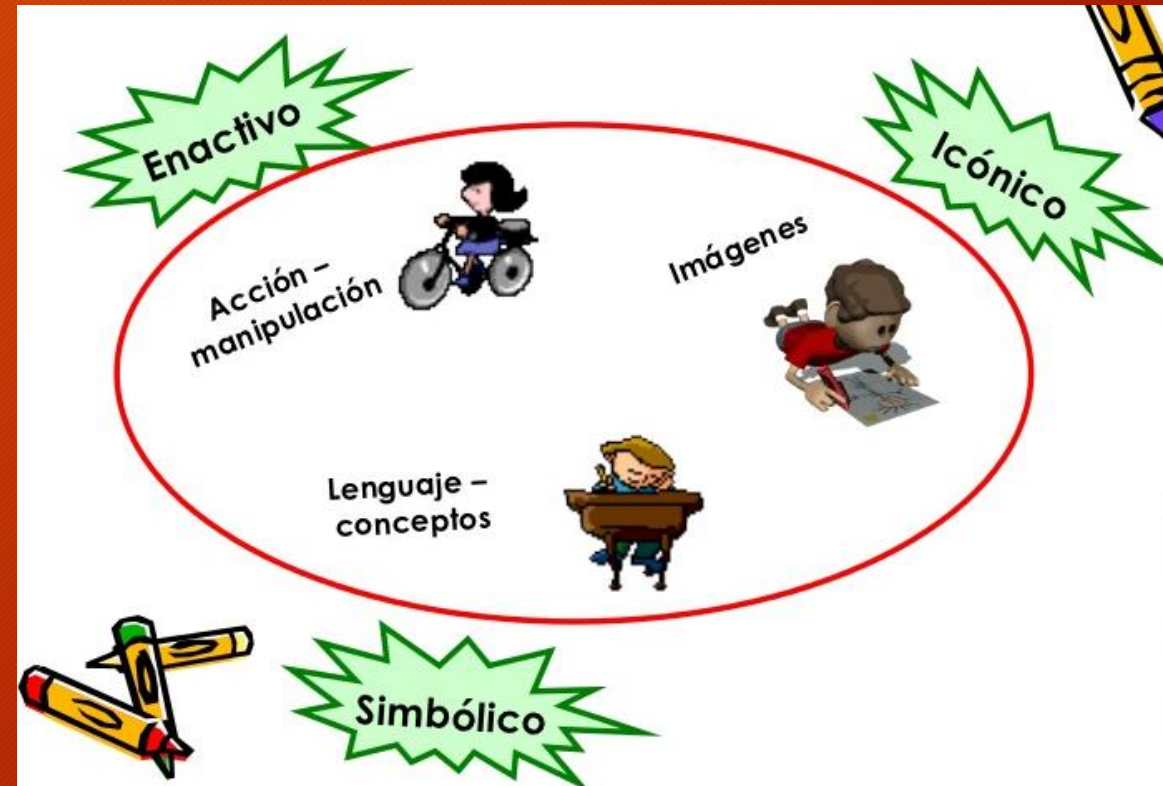 Enactivo
Icónico
Acción –
manipulación
Imágenes
Lenguaje –
conceptos
Simbólico